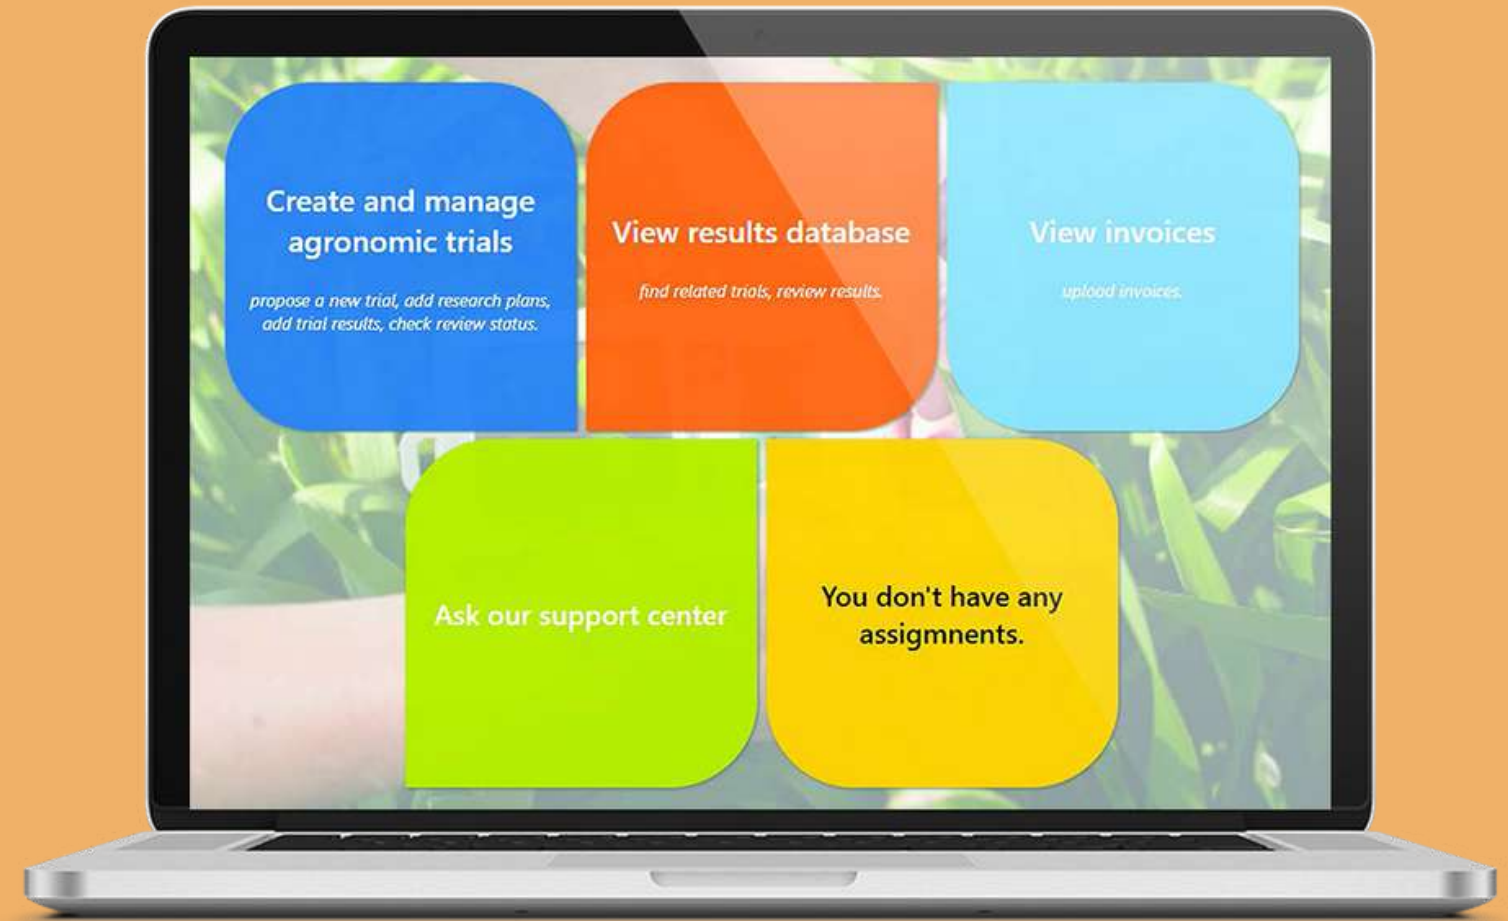 Create and manage
agronomic trials
propose a new trial, add research plans,
add trial results, check review status.
View results database
find related trials, review results.
View invoices
upload invoices.
Ask our support center
You don't have any
assigmnents.